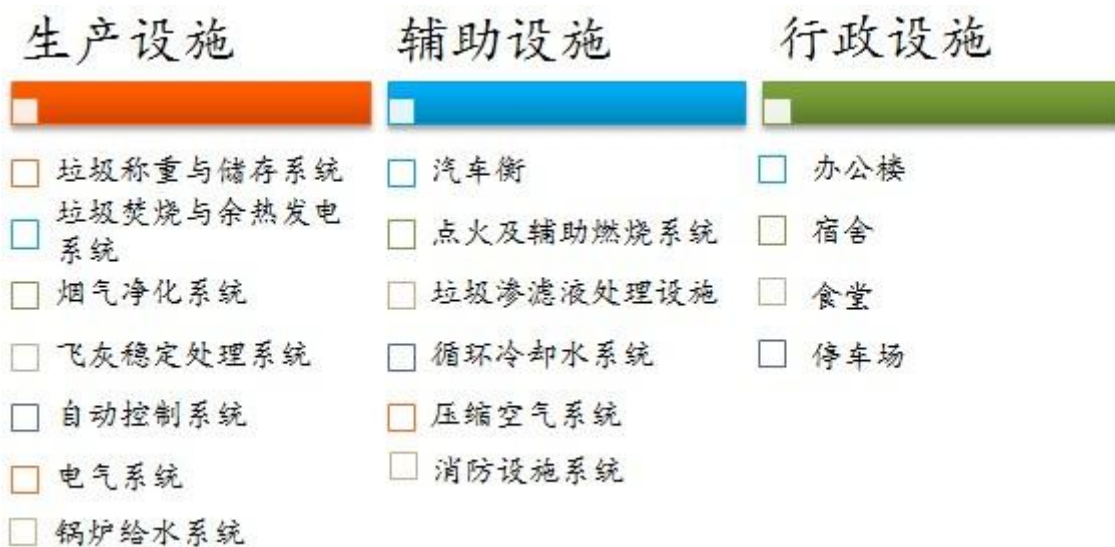 生产设施
垃圾称重与储存系统
垃圾焚烧与余热发电
系统
烟气净化系统
飞灰稳定处理系统
自动控制系统
电气系统
锅炉给水系统
辅助设施
汽车衡
点火及辅助燃烧系统
垃圾渗滤液处理设施
循环冷却水系统
压缩空气系统
消防设施系统
行政设施
办公楼
宿舍
食堂
停车场